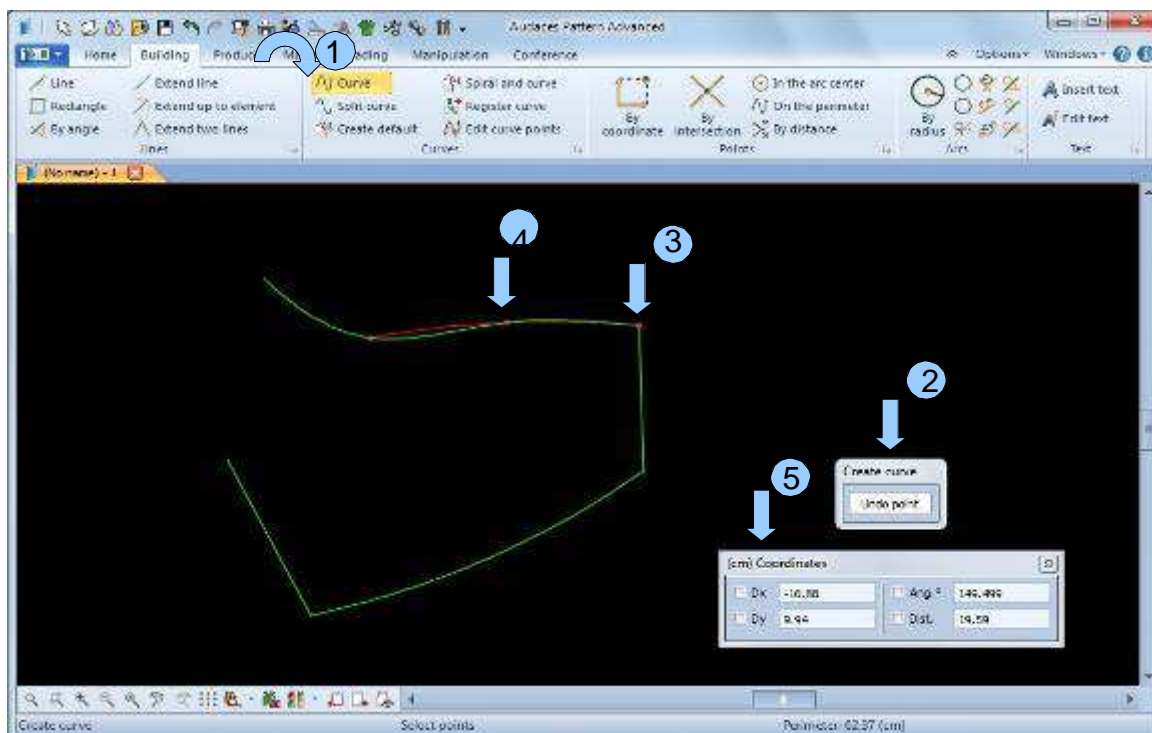 Audaces Pattern Advanced
Home Building Conference Manipulation Options Windows
1
Line Extend line Curve Spiral and curve In the arc center Insert text
Rectangle Extend up to element Split curve Register curve By coordinate By intersection On the perimeter By radius Edit text
By angle Extend two lines Create default Edit curve points By distance
Lines Curves Points Arcs Text
(No name) - 1
4
3
2
5
Create curve
Undo point
(cm) Coordinates
Dx Ang.º 149.499
Dy 9.94 Dist. 19.59
Create curve Select points Perimeter: 62.37 (cm)